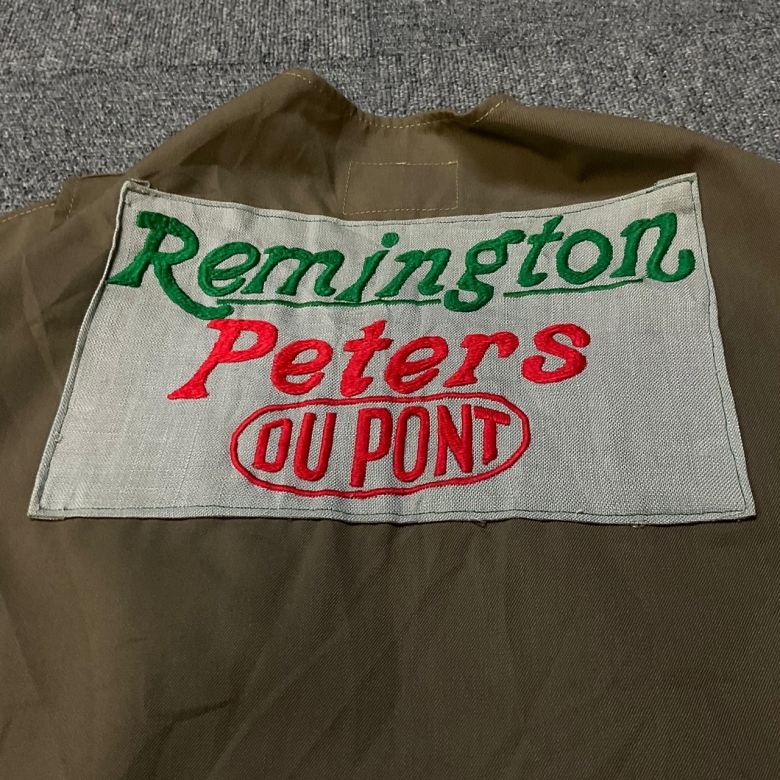 Remington
Peters
DU PONT